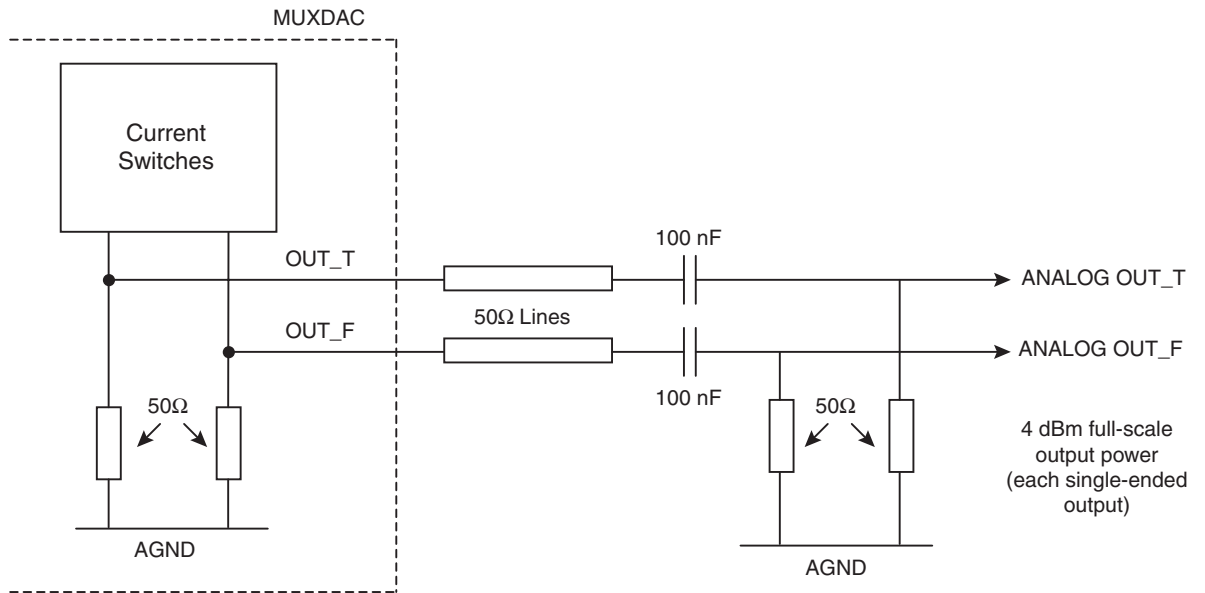 MUXDAC
Current
Switches
100 nF
OUT_T
ANALOG OUT_T
50Ω Lines
OUT_F
ANALOG OUT_F
100 nF
50Ω
50Ω
4 dBm full-scale
output power
(each single-ended
output)
AGND
AGND